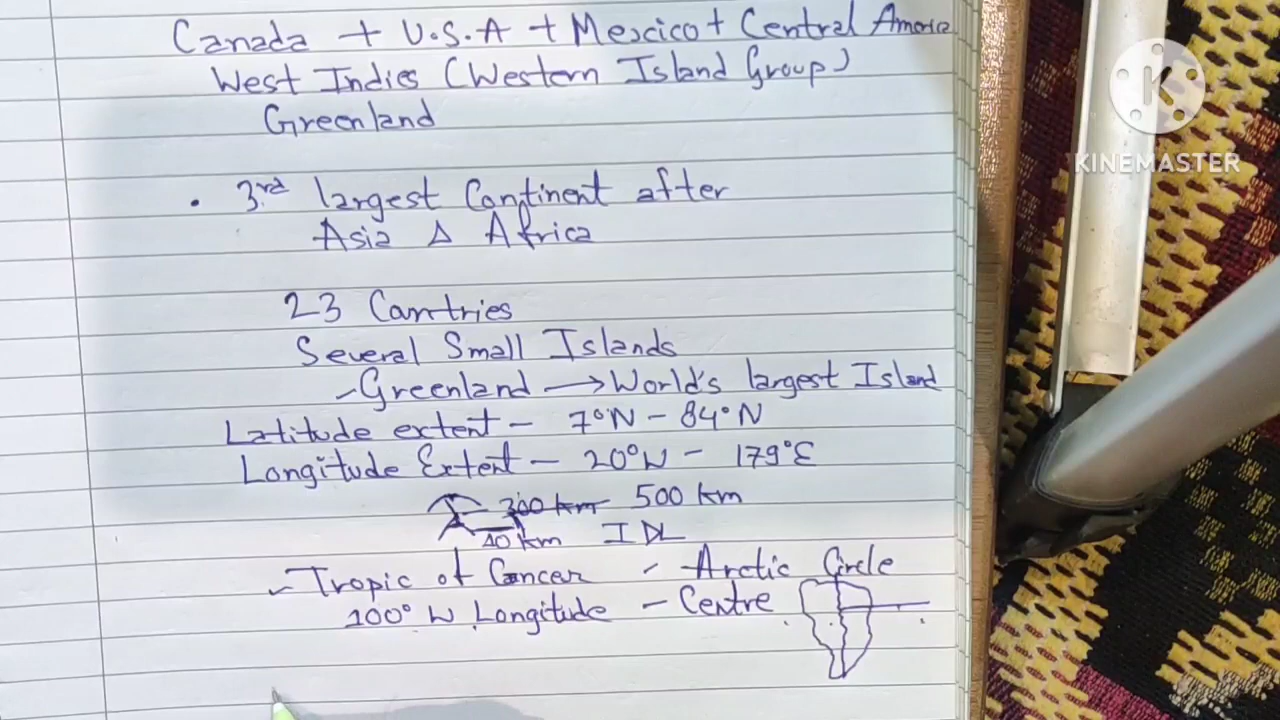 Canada + U.S.A + Mexico + Central America
West Indies (Western Island Group)
Greenland
• 3rd largest Continent after
Asia & Africa
23 Countries
Several Small Islands
- Greenland → World's largest Island
Latitude extent - 7°N - 84°N
Longitude Extent - 20°W - 179°E
300 km 500 km
40 km IDL
- Tropic of Cancer - Arctic Circle
100° W Longitude - Centre
K
KINEMASTER